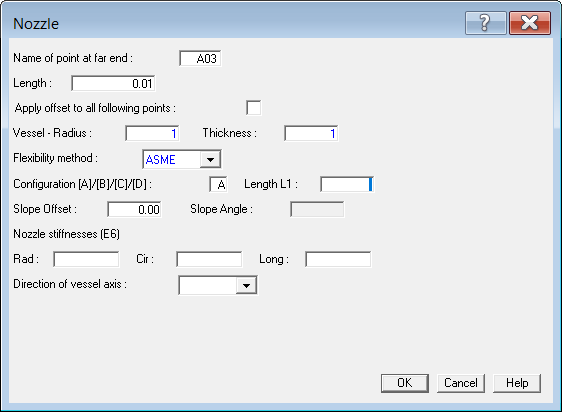 Nozzle ?
Name of point at far end : A03
Length : 0.01
Apply offset to all following points :
Vessel - Radius : 1 Thickness : 1
Flexibility method : ASME
Configuration [A]/[B]/[C]/[D] : A Length L1 :
Slope Offset : 0.00 Slope Angle :
Nozzle stiffnesses (E6)
Rad : Cir : Long :
Direction of vessel axis :
OK Cancel Help